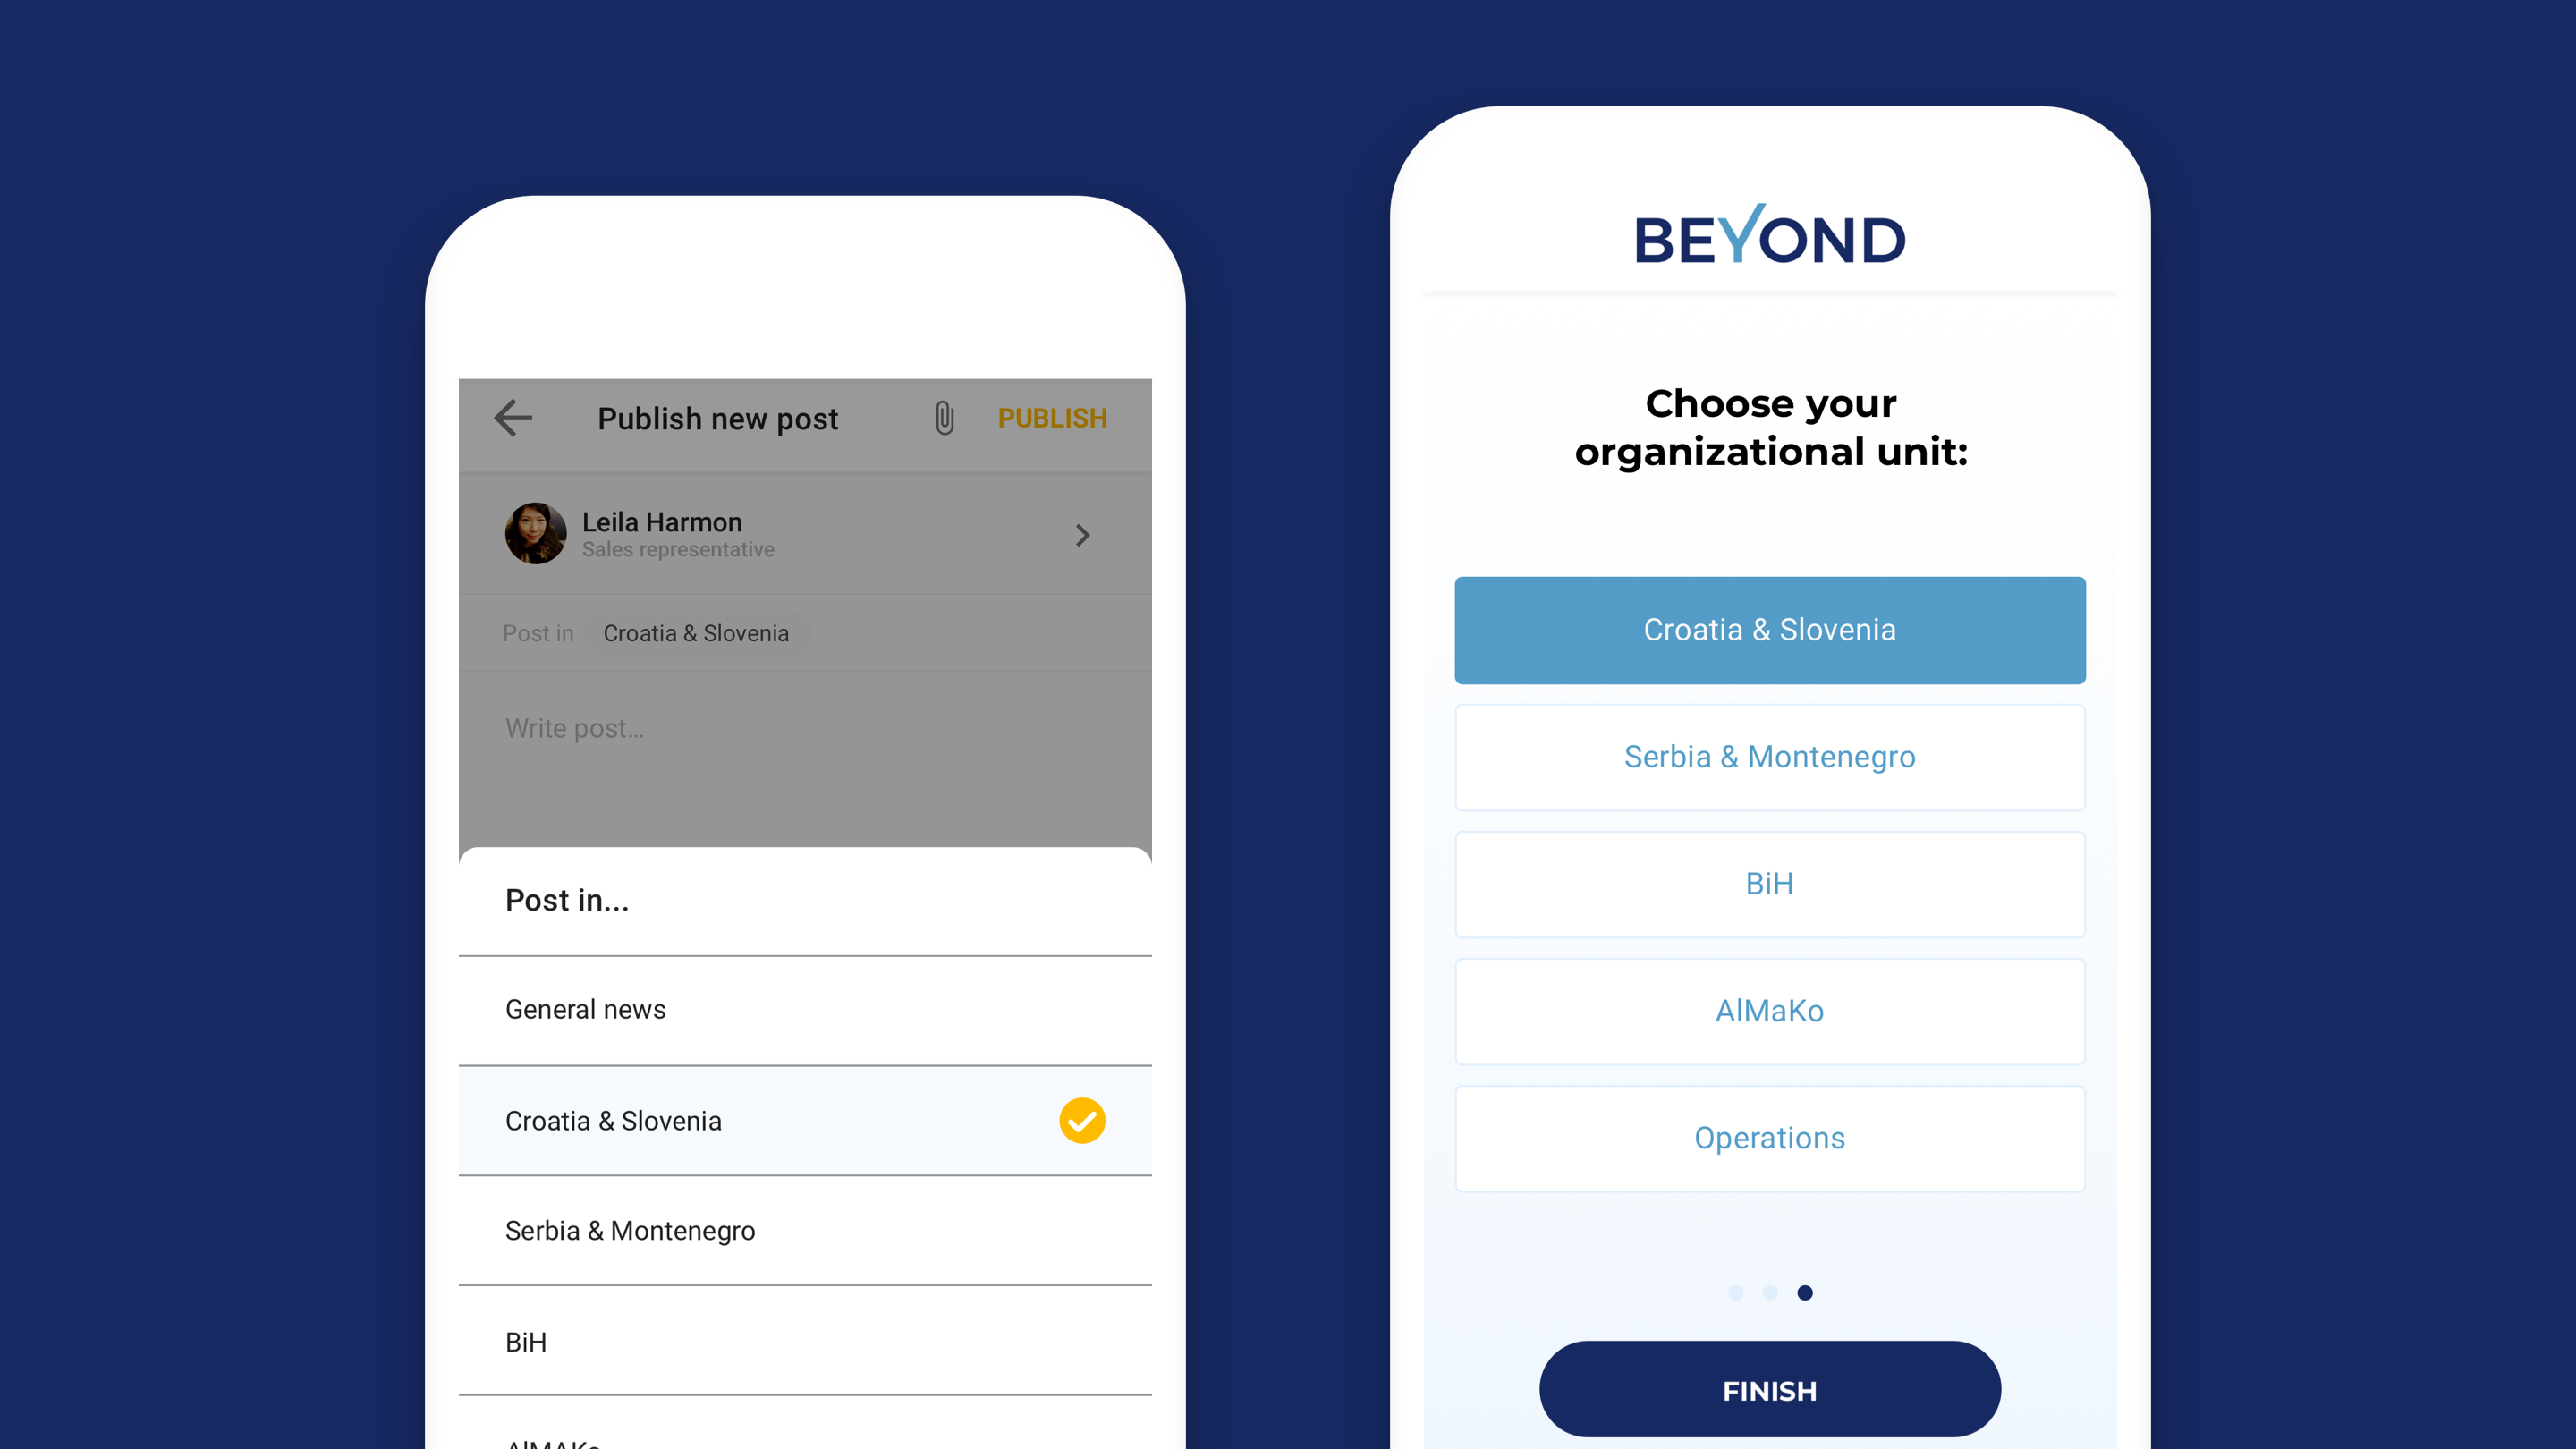 Publish new post
PUBLISH
Leila Harmon
Sales representative
Post in
Croatia & Slovenia
Write post...
Post in...
General news
Croatia & Slovenia
Serbia & Montenegro
BiH
AlMAKo
BEYOND
Choose your
organizational unit:
Croatia & Slovenia
Serbia & Montenegro
BiH
AlMaKo
Operations
FINISH